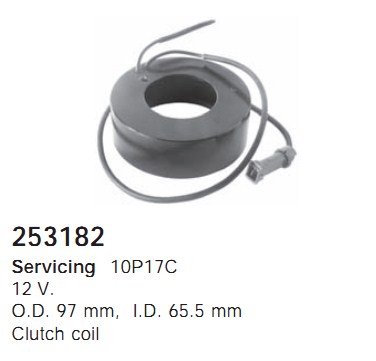 253182
Servicing 10P17C
12 V.
O.D. 97 mm, I.D. 65.5 mm
Clutch coil